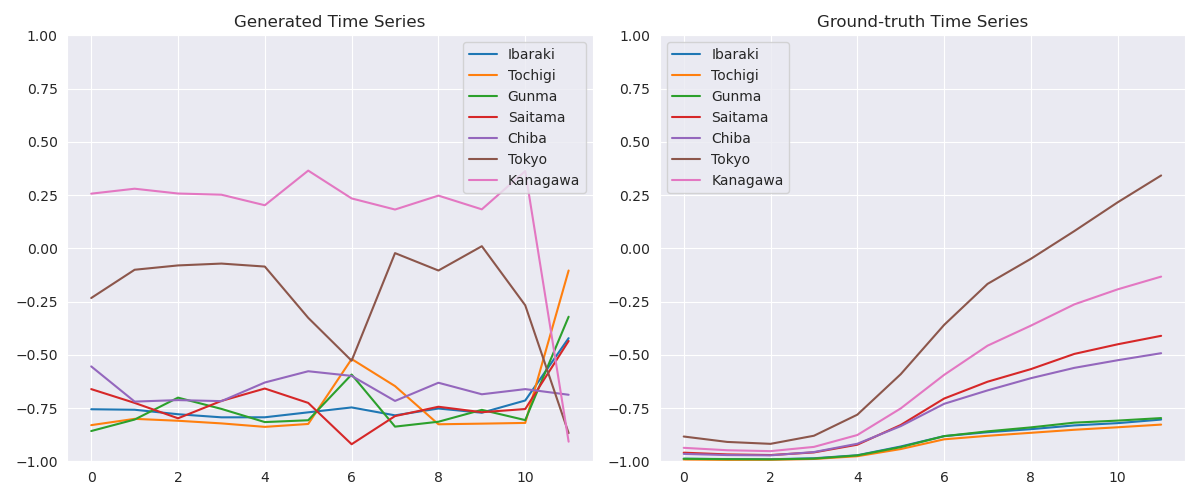 Generated Time Series
1.00
0.75
0.50
0.25
0.00
−0.25
−0.50
−0.75
−1.00
0 2 4 6 8 10
Ibaraki
Tochigi
Gunma
Saitama
Chiba
Tokyo
Kanagawa
Ground-truth Time Series
1.00
0.75
0.50
0.25
0.00
−0.25
−0.50
−0.75
−1.00
0 2 4 6 8 10
Ibaraki
Tochigi
Gunma
Saitama
Chiba
Tokyo
Kanagawa